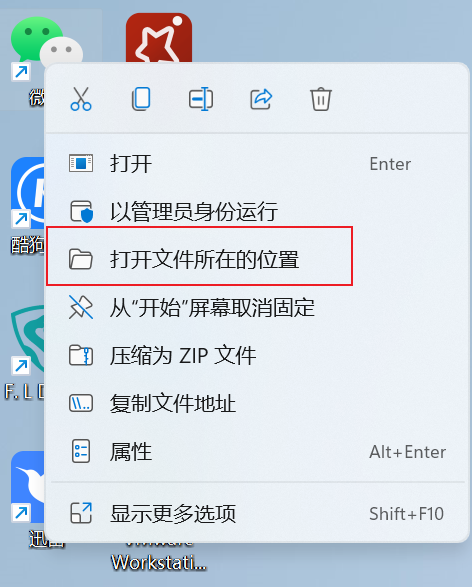 微
打开 Enter
以管理员身份运行
酷狗
打开文件所在的位置
从“开始”屏幕取消固定
压缩为 ZIP 文件
F. L D
复制文件地址
属性 Alt+Enter
显示更多选项 Shift+F10
迅雷
VMware
Workstati...